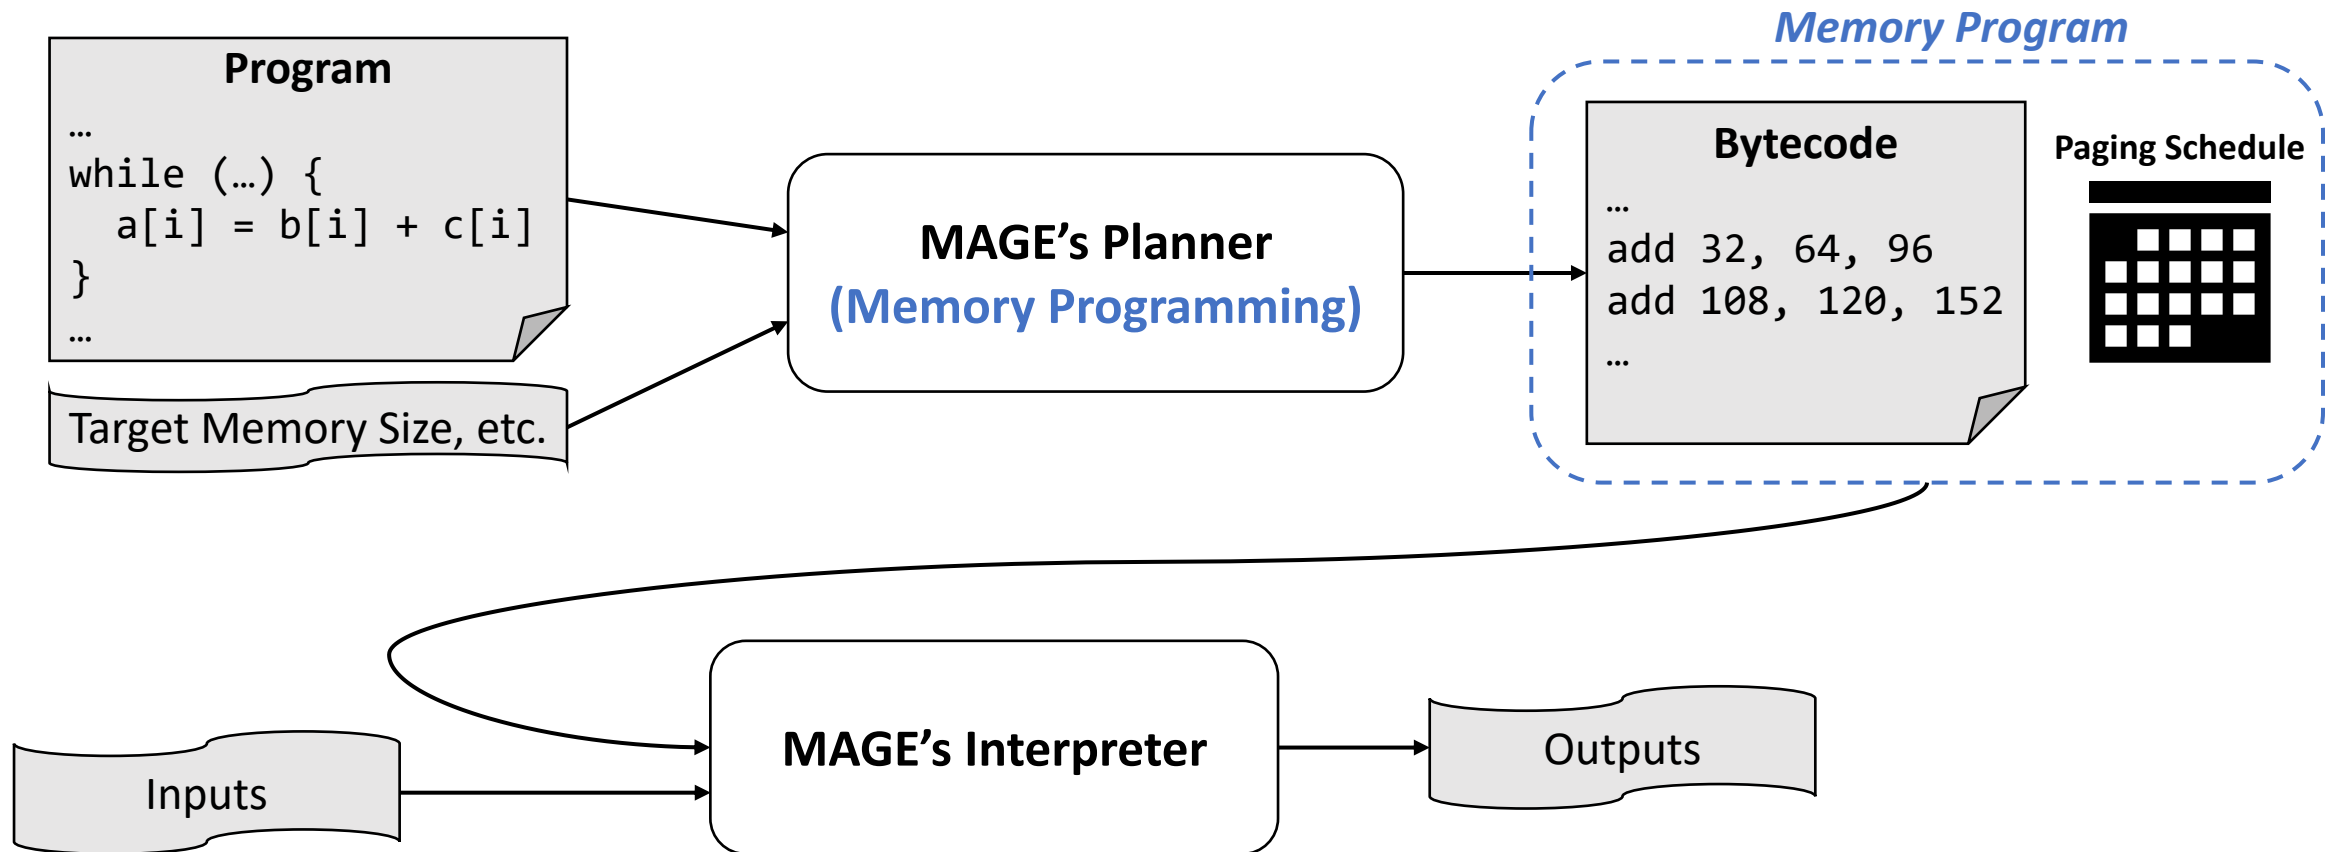 Program
…
while (…) {
  a[i] = b[i] + c[i]
}
…
Target Memory Size, etc.
MAGE’s Planner
(Memory Programming)
Memory Program
Bytecode
…
add 32, 64, 96
add 108, 120, 152
…
Paging Schedule
Inputs
MAGE’s Interpreter
Outputs